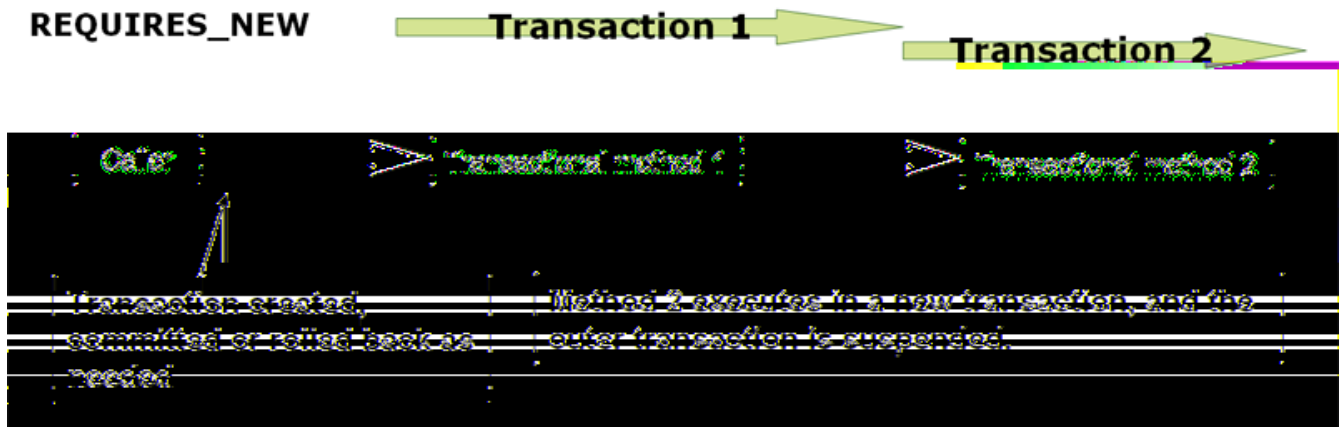 REQUIRES_NEW
Transaction 1
Transaction 2
Caller
Transactional method 1
Transactional method 2
Transaction created,
committed or rolled back as
needed
Method 2 executes in a new transaction, and the
outer transaction is suspended.